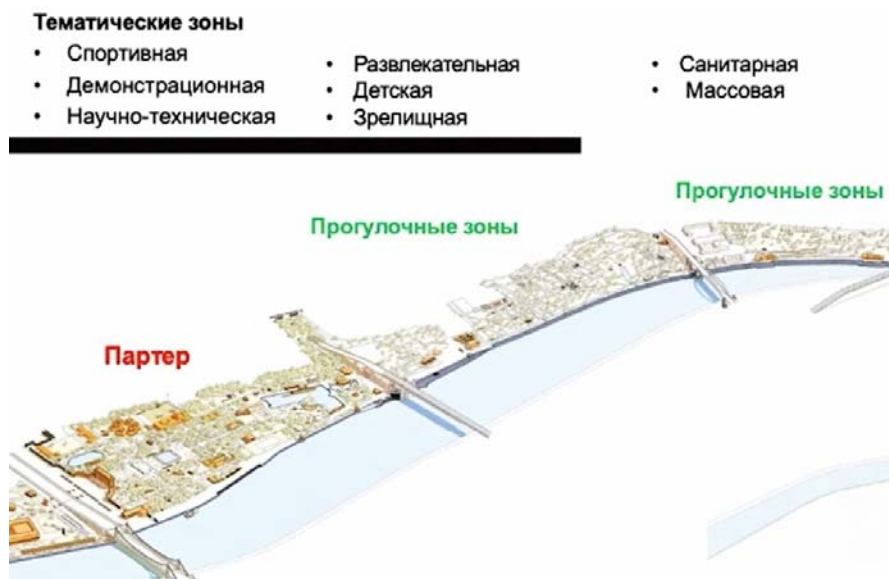 Тематические зоны
• Спортивная
• Демонстрационная
• Научно-техническая
• Развлекательная
• Детская
• Зрелищная
• Санитарная
• Массовая
Прогулочные зоны
Прогулочные зоны
Партер